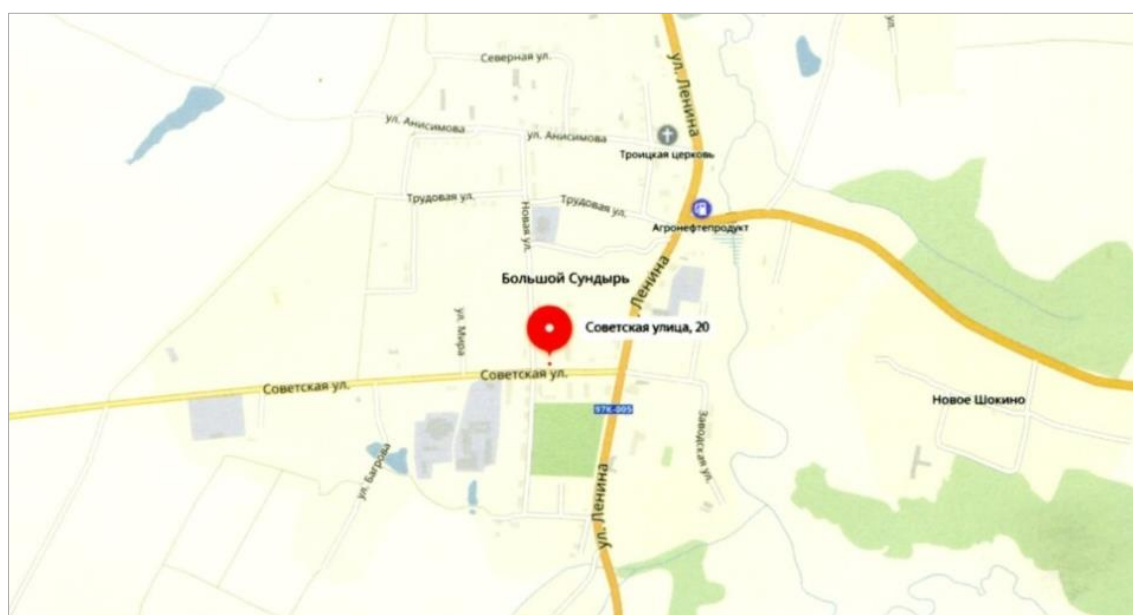 ул.
Северная ул.
ул. Ленина
ул. Анисимова
ул. Анисимова
Троицкая церковь
Трудовая ул.
Новая ул.
Трудовая ул.
Агронефтепродукт
Большой Сундырь
Ленина
ул. Мира
Советская улица, 20
Советская ул.
Советская ул.
97К-005
Новое Шокино
Заводская ул.
ул. Багрова
ул. Ленина